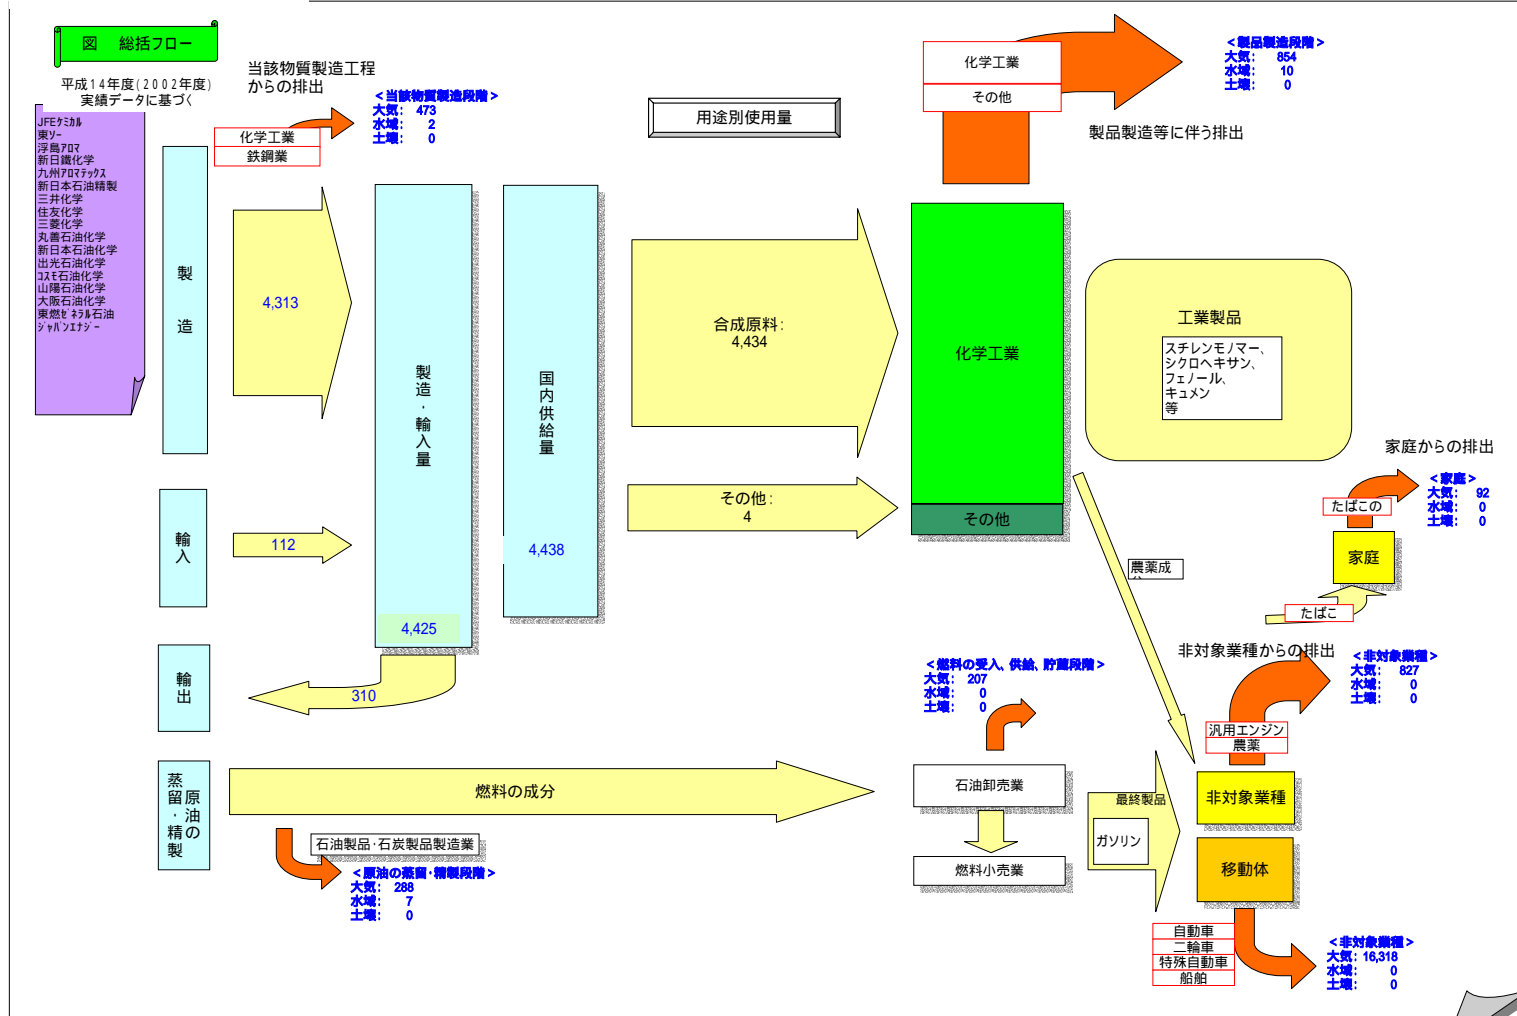 図 総括フロー
平成14年度(2002年度)
実績データに基づく
JFEケミカル
東ソー
浮島アロマ
新日鐵化学
九州アロマテックス
新日本石油精製
三井化学
住友化学
三菱化学
丸善石油化学
新日本石油化学
出光石油化学
コスモ石油化学
山陽石油化学
大阪石油化学
東燃ゼネラル石油
ジャパンエナジー
当該物質製造工程
からの排出
化学工業
鉄鋼業
<当該物質製造段階>
大気: 473
水域: 2
土壌: 0
用途別使用量
化学工業
その他
<製品製造段階>
大気: 854
水域: 10
土壌: 0
製品製造等に伴う排出
製造
4,313
製造・輸入量
4,425
国内供給量
4,438
合成原料:
4,434
その他:
4
化学工業
その他
工業製品
スチレンモノマー、
シクロヘキサン、
フェノール、
キュメン
等
輸入
112
輸出
310
家庭からの排出
<家庭>
大気: 92
水域: 0
土壌: 0
たばこの
家庭
たばこ
農薬成
非対象業種からの排出
<非対象業種>
大気: 827
水域: 0
土壌: 0
汎用エンジン
農薬
非対象業種
<燃料の受入、供給、貯蔵段階>
大気: 207
水域: 0
土壌: 0
原油の
蒸留・精製
燃料の成分
石油卸売業
燃料小売業
最終製品
ガソリン
移動体
石油製品・石炭製品製造業
<原油の蒸留・精製段階>
大気: 288
水域: 7
土壌: 0
自動車
二輪車
特殊自動車
船舶
<非対象業種>
大気: 16,318
水域: 0
土壌: 0